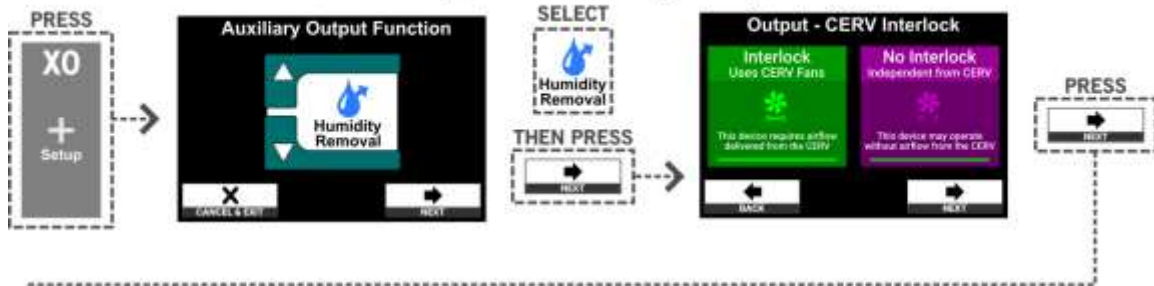 PRESS
X0
+
Setup
Auxiliary Output Function
Humidity
Removal
CANCEL & EXIT
NEXT
SELECT
Humidity
Removal
THEN PRESS
NEXT
Output - CERV Interlock
Interlock
Uses CERV Fans
This device requires airflow
delivered from the CERV
No Interlock
Independent from CERV
This device may operate
without airflow from the CERV
BACK
NEXT
PRESS
NEXT